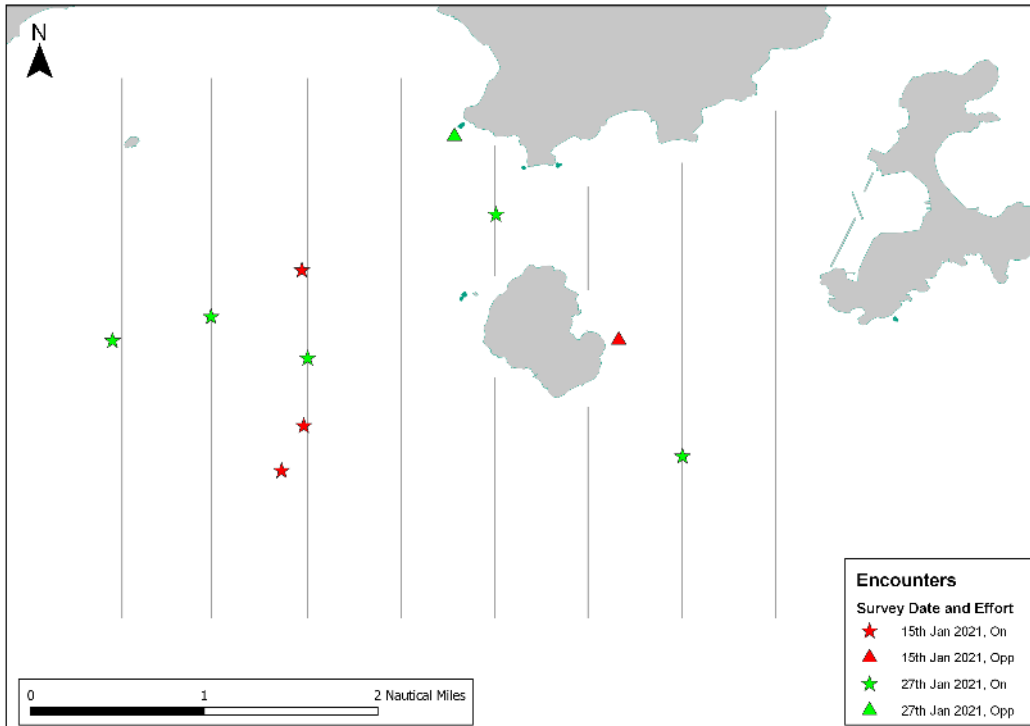 N
Encounters
Survey Date and Effort
15th Jan 2021, On
15th Jan 2021, Opp
27th Jan 2021, On
27th Jan 2021, Opp
0 1 2 Nautical Miles